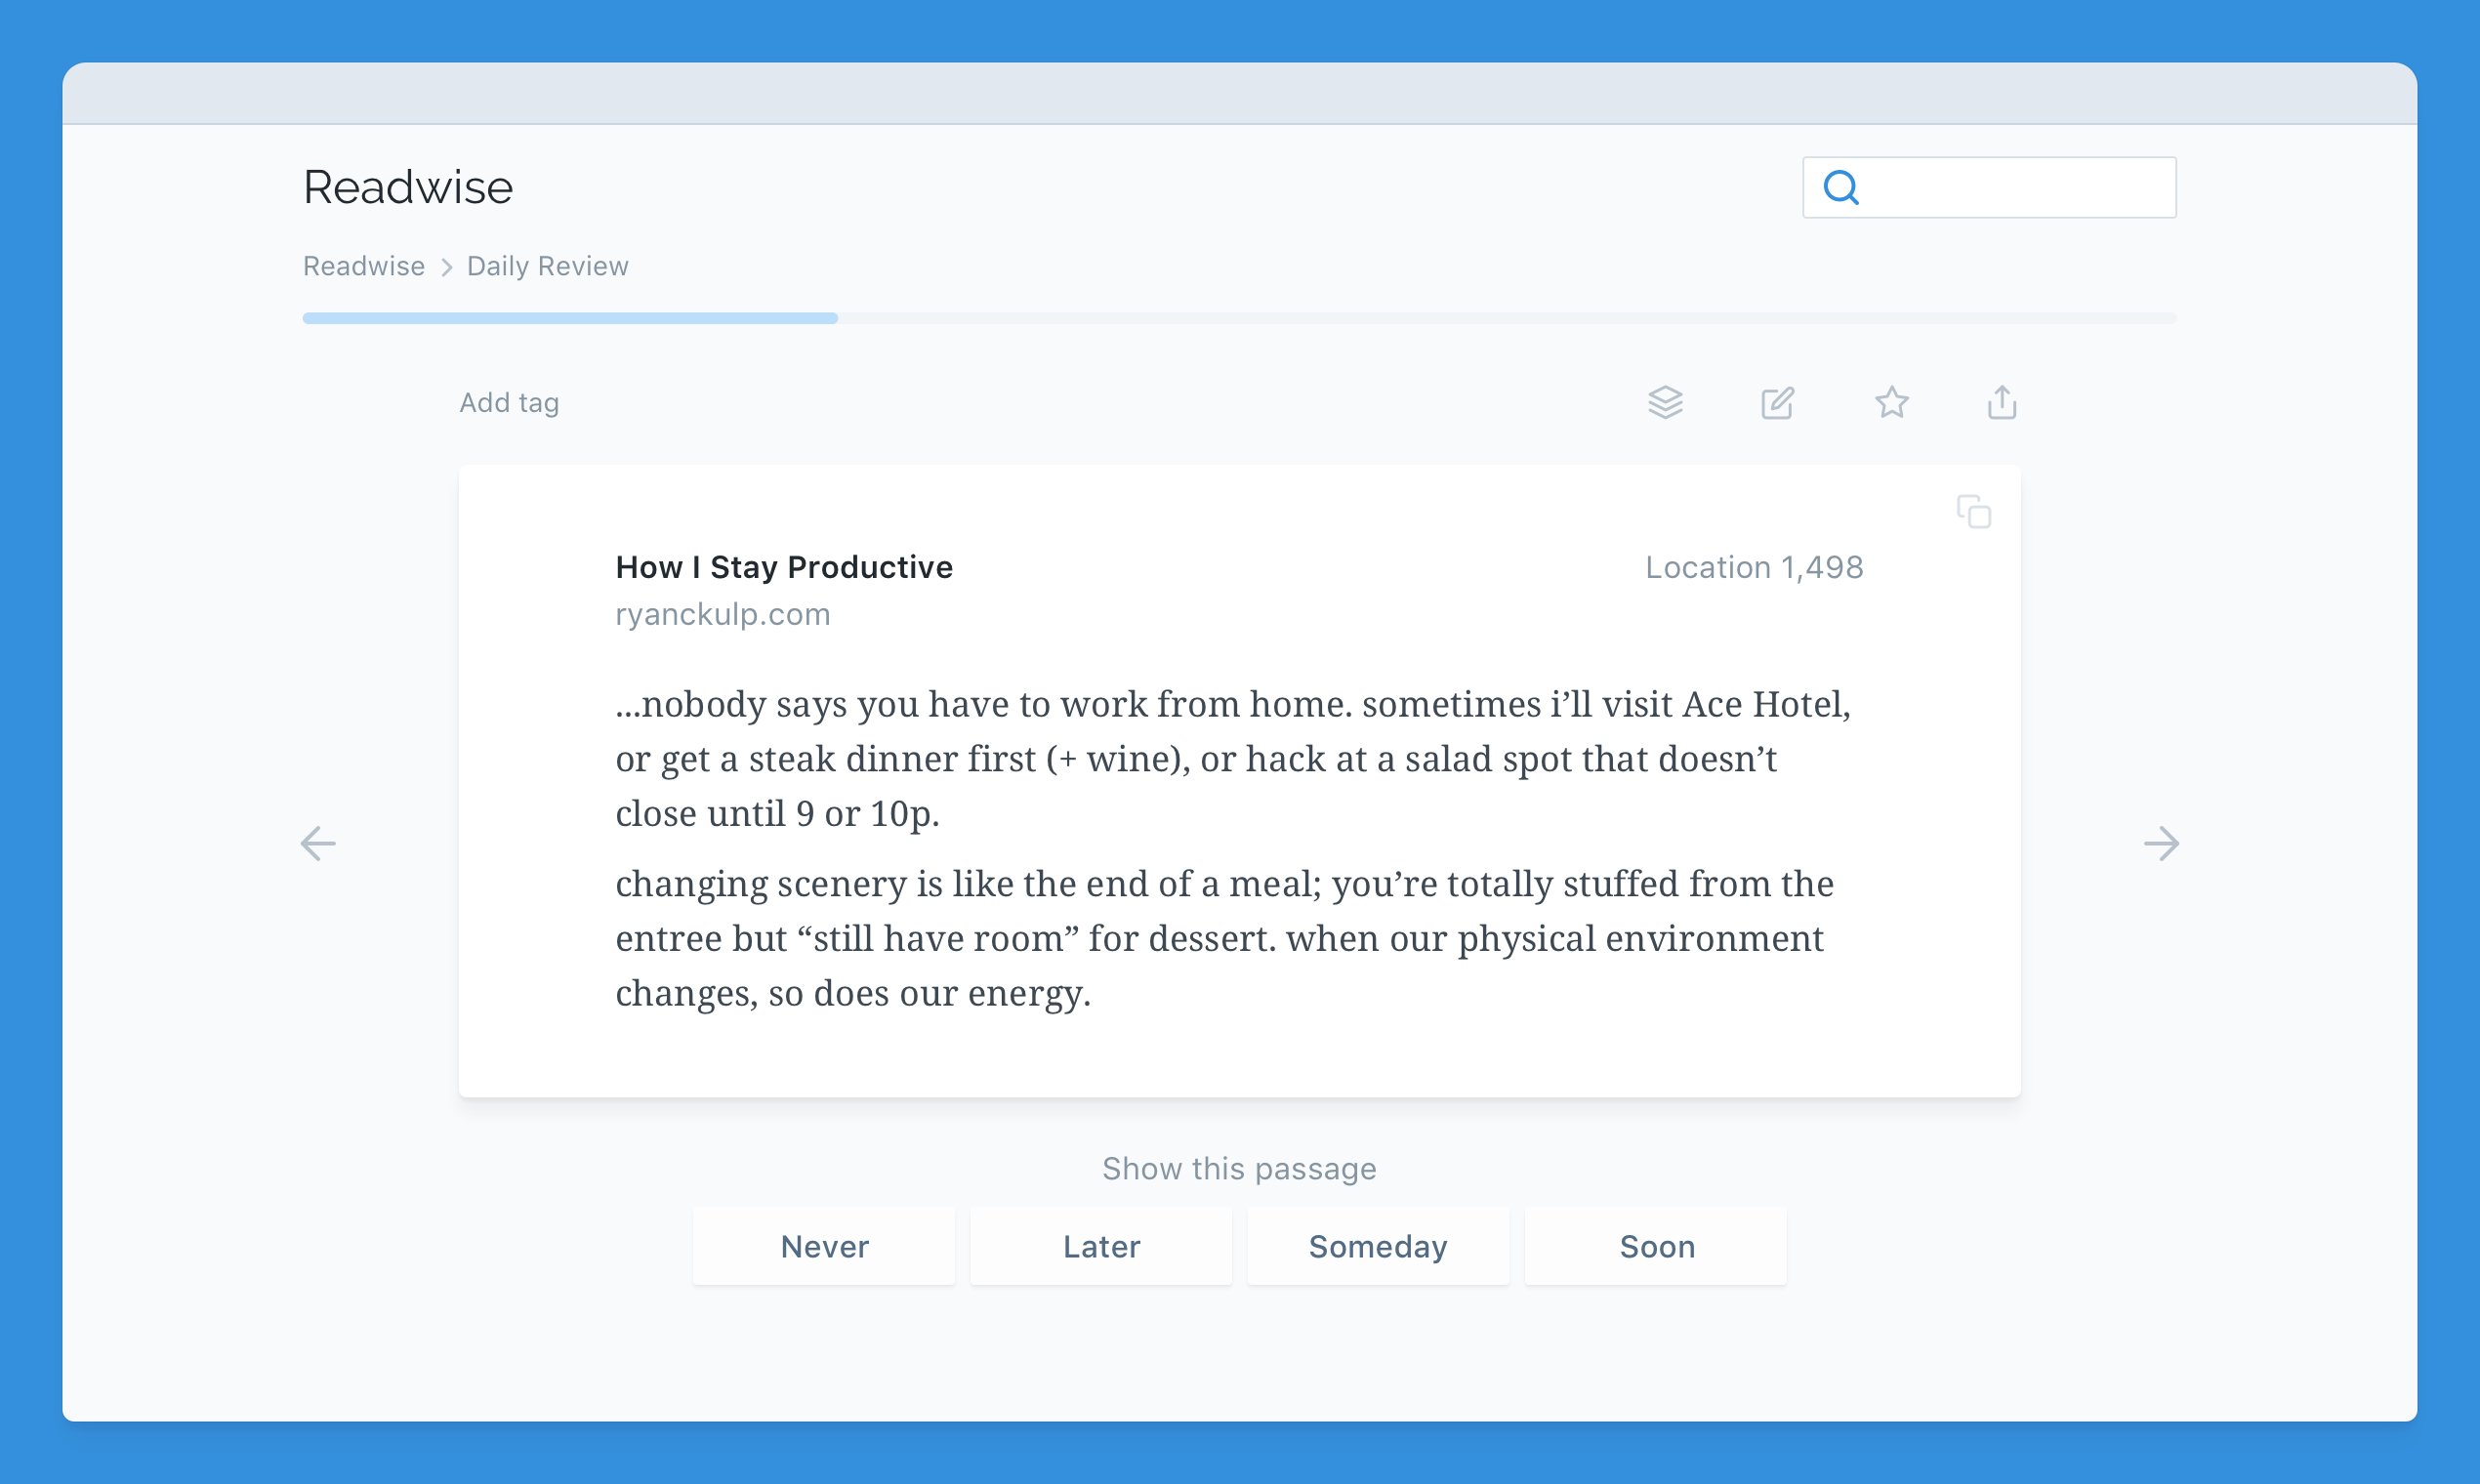 Readwise
Readwise > Daily Review
Add tag
How I Stay Productive
Location 1,498
ryanckulp.com
...nobody says you have to work from home. sometimes i’ll visit Ace Hotel,
or get a steak dinner first (+ wine), or hack at a salad spot that doesn’t
close until 9 or 10p.
changing scenery is like the end of a meal; you’re totally stuffed from the
entree but “still have room” for dessert. when our physical environment
changes, so does our energy.
Show this passage
Never
Later
Someday
Soon